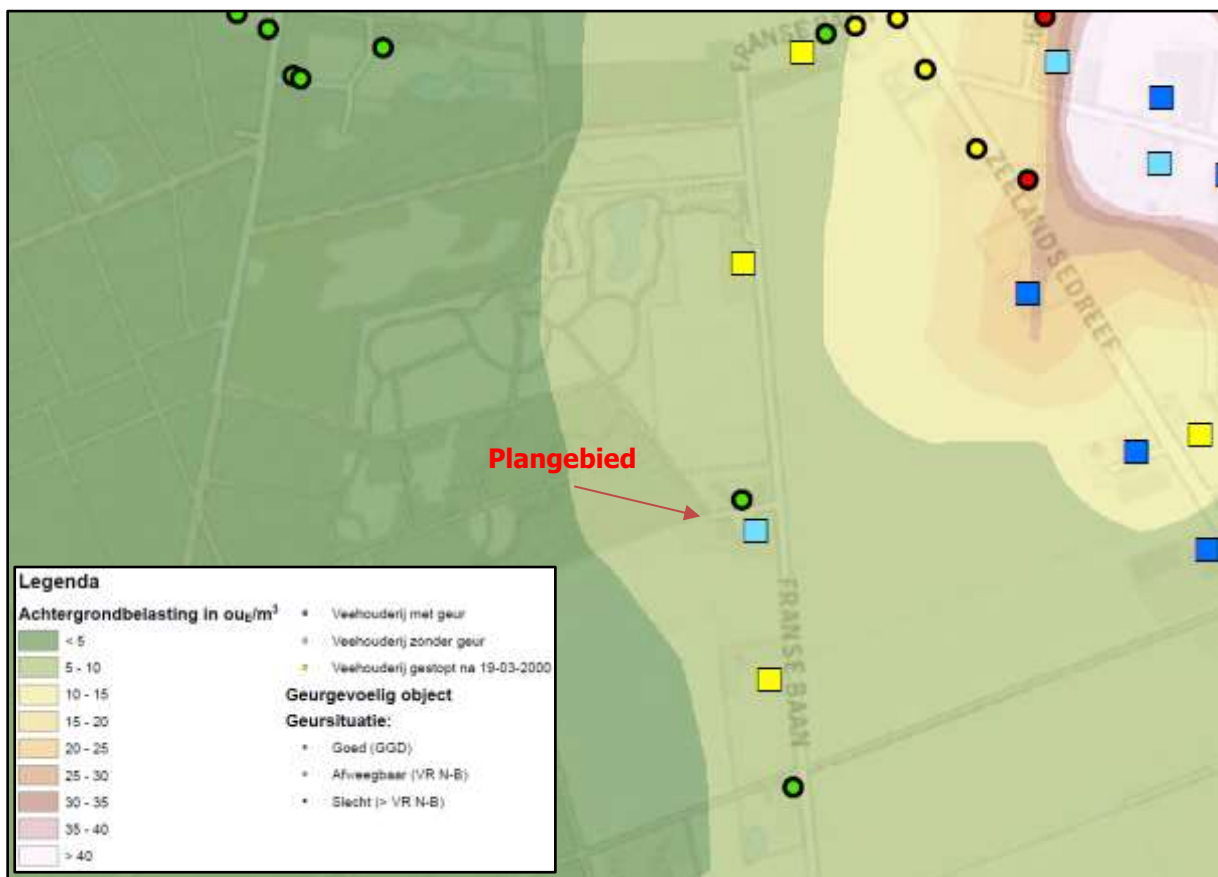 FRANSE BAAN
ZEELANDSEDREEF
Plangebied
FRANSE BAAN
Legenda
Achtergrondbelasting in ouE/m³
< 5
5 - 10
10 - 15
15 - 20
20 - 25
25 - 30
30 - 35
35 - 40
> 40
Veehouderij met geur
Veehouderij zonder geur
Veehouderij gestopt na 19-03-2000
Geurgevoelig object
Geursituatie:
Goed (GGD)
Afweegbaar (VR N-B)
Slecht (> VR N-B)